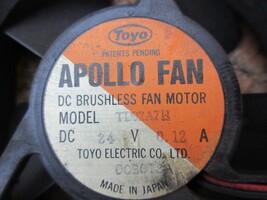 Toyo
PATENTS PENDING
APOLLO FAN
DC BRUSHLESS FAN MOTOR
MODEL
DC 24 V 0.12 A
TOYO ELECTRIC CO., LTD.
MADE IN JAPAN